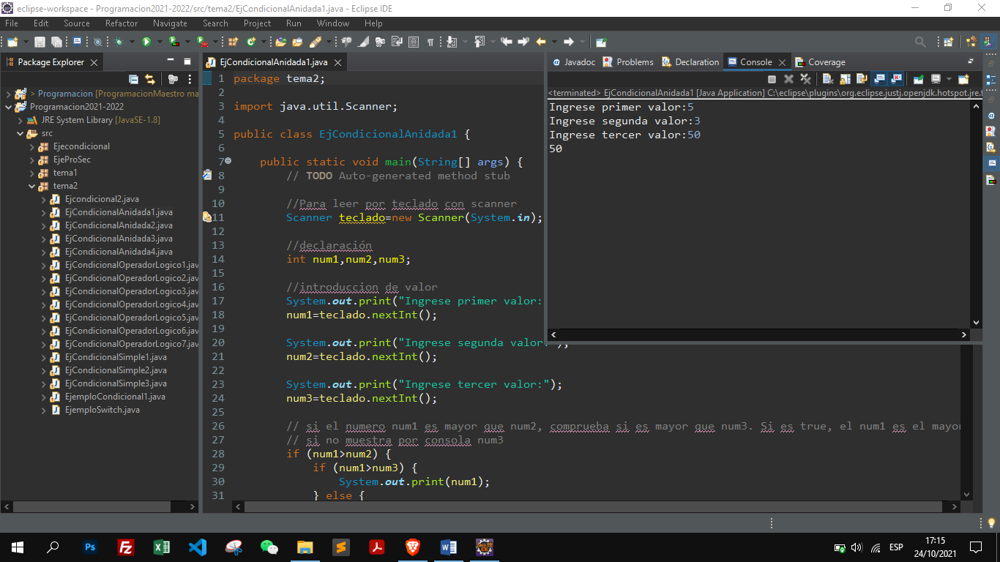 eclipse-workspace - Programacion2021-2022/src/tema2/EjCondicionalAnidada1.java - Eclipse IDE
File Edit Source Refactor Navigate Search Project Run Window Help
Package Explorer
> Programacion [ProgramacionMaestro ma
Programacion2021-2022
JRE System Library [JavaSE-1.8]
src
Ejecondicional
EjeProSec
tema1
tema2
Ejcondicional2.java
EjCondicionalAnidada1.java
EjCondicionalAnidada2.java
EjCondicionalAnidada3.java
EjCondicionalAnidada4.java
EjCondicionalOperadorLogico1.jav
EjCondicionalOperadorLogico2.jav
EjCondicionalOperadorLogico3.jav
EjCondicionalOperadorLogico4.jav
EjCondicionalOperadorLogico5.jav
EjCondicionalOperadorLogico6.jav
EjCondicionalOperadorLogico7.jav
EjCondicionalSimple1.java
EjCondicionalSimple2.java
EjCondicionalSimple3.java
EjemploCondicional1.java
EjemploSwitch.java
EjCondicionalAnidada1.java
1 package tema2;
2
3 import java.util.Scanner;
4
5 public class EjCondicionalAnidada1 {
6
7 public static void main(String[] args) {
8 // TODO Auto-generated method stub
9
10 //Para leer por teclado con scanner
11 Scanner teclado=new Scanner(System.in);
12
13 //declaración
14 int num1,num2,num3;
15
16 //introduccion de valor
17 System.out.print("Ingrese primer valor:
18 num1=teclado.nextInt();
19
20 System.out.print("Ingrese segunda valor:");
21 num2=teclado.nextInt();
22
23 System.out.print("Ingrese tercer valor:");
24 num3=teclado.nextInt();
25
26 // si el numero num1 es mayor que num2, comprueba si es mayor que num3. Si es true, el num1 es el mayor
27 // si no muestra por consola num3
28 if (num1>num2) {
29 if (num1>num3) {
30 System.out.print(num1);
31 } else {
Javadoc Problems Declaration Console Coverage
<terminated> EjCondicionalAnidada1 [Java Application] C:\eclipse\plugins\org.eclipse.justj.openjdk.hotspot.jre.f
Ingrese primer valor:5
Ingrese segunda valor:3
Ingrese tercer valor:50
50
ESP
17:15
24/10/2021